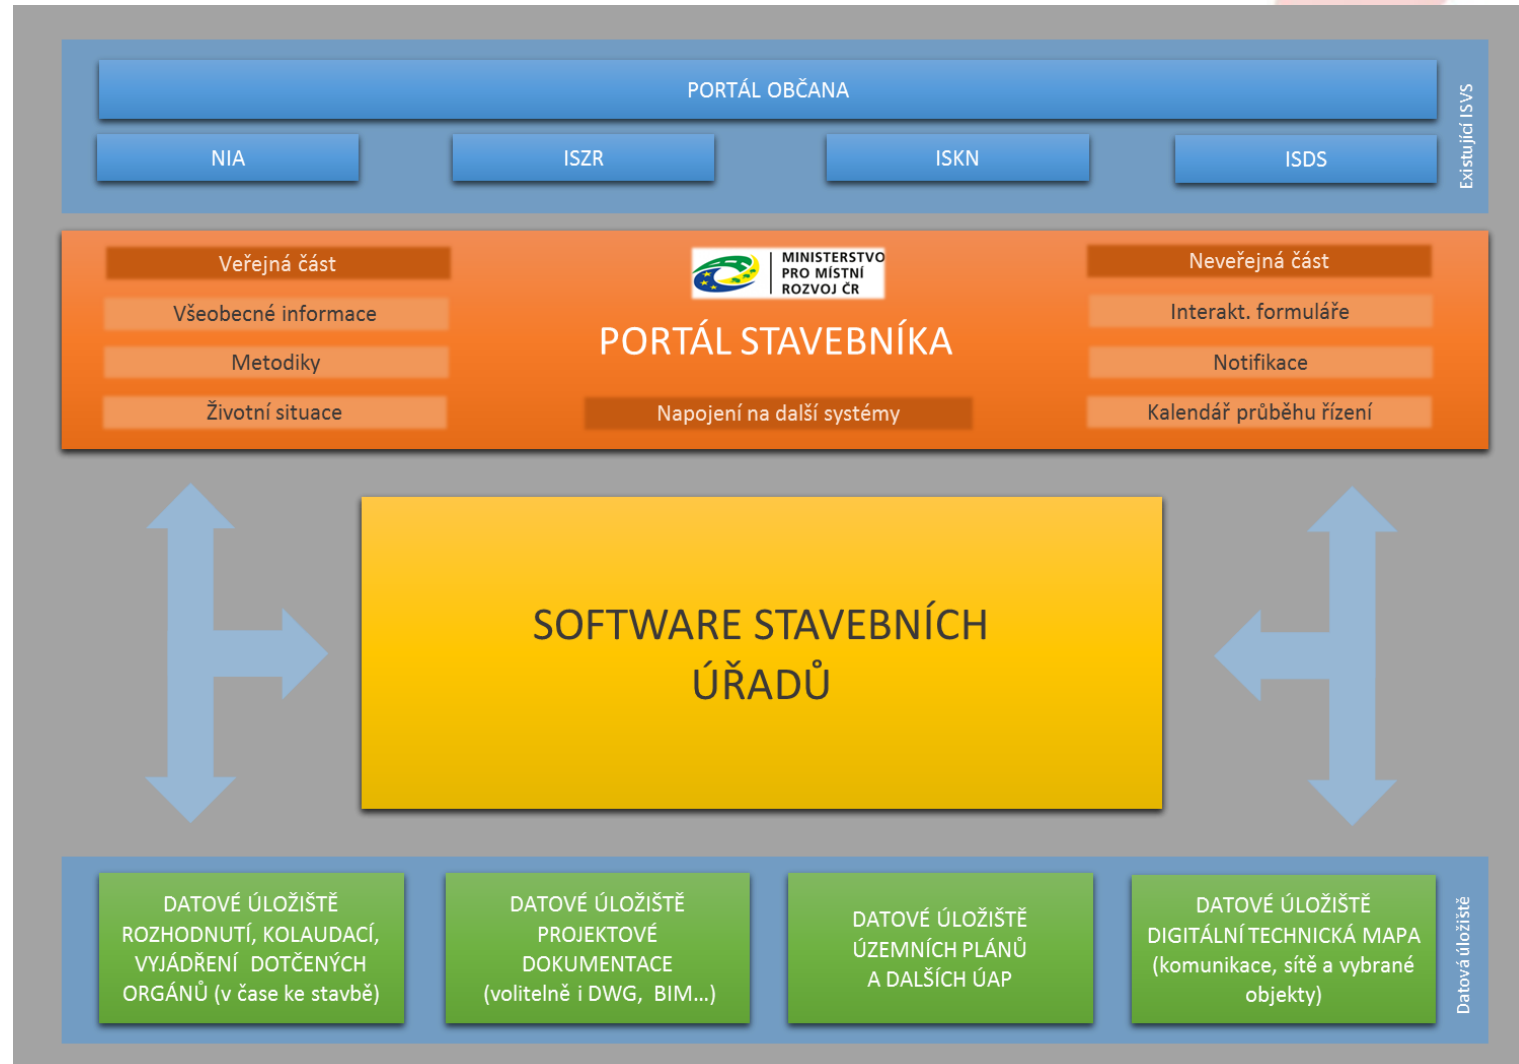 PORTÁL OBČANA
NIA
ISZR
ISKN
ISDS
Existující ISVS
Veřejná část
Všeobecné informace
Metodiky
Životní situace
MINISTERSTVO
PRO MÍSTNÍ
ROZVOJ ČR
PORTÁL STAVEBNÍKA
Napojení na další systémy
Neveřejná část
Interakt. formuláře
Notifikace
Kalendář průběhu řízení
SOFTWARE STAVEBNÍCH
ÚŘADŮ
DATOVÉ ÚLOŽIŠTĚ
ROZHODNUTÍ, KOLAUDACÍ,
VYJÁDŘENÍ DOTČENÝCH
ORGÁNŮ (v čase ke stavbě)
DATOVÉ ÚLOŽIŠTĚ
PROJEKTOVÉ
DOKUMENTACE
(volitelně i DWG, BIM...)
DATOVÉ ÚLOŽIŠTĚ
ÚZEMNÍCH PLÁNŮ
A DALŠÍCH ÚAP
DATOVÉ ÚLOŽIŠTĚ
DIGITÁLNÍ TECHNICKÁ MAPA
(komunikace, sítě a vybrané
objekty)
Datová úložiště